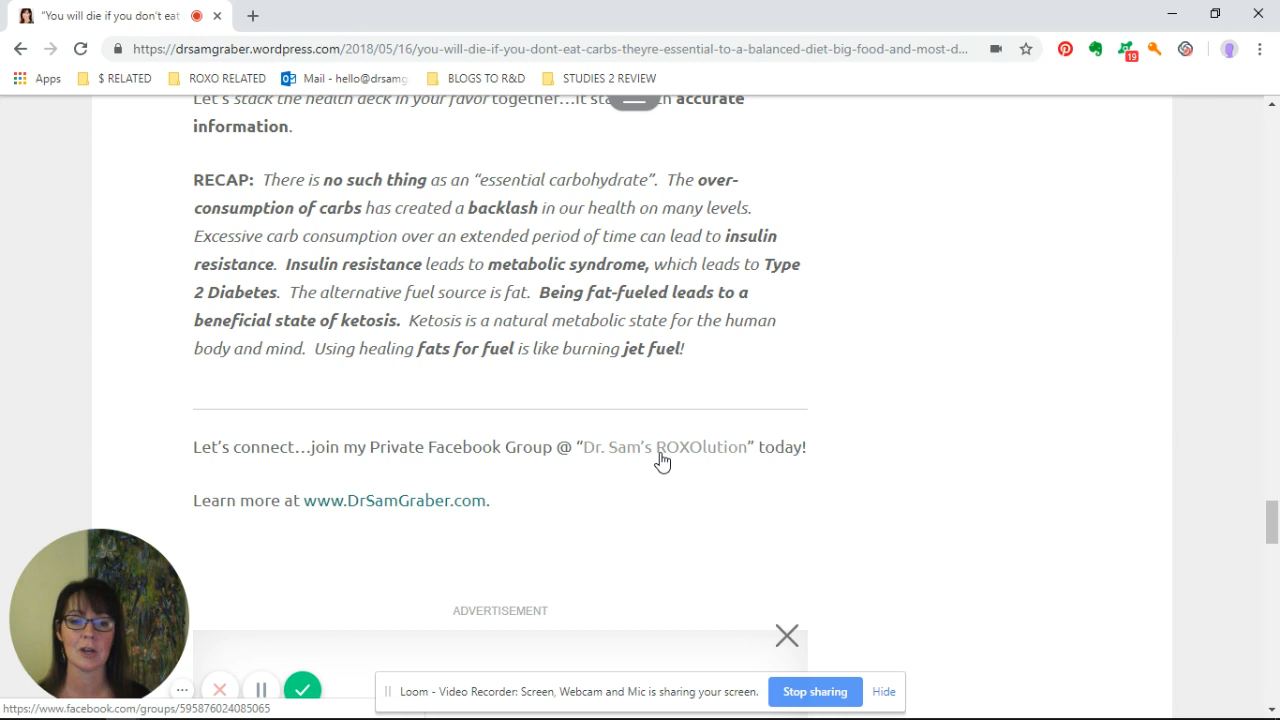 "You will die if you don't eat
https://drsamgraber.wordpress.com/2018/05/16/you-will-die-if-you-dont-eat-carbs-theyre-essential-to-a-balanced-diet-big-food-and-most-d...
19
Apps
$ RELATED
ROXO RELATED
Mail - hello@drsamg
BLOGS TO R&D
STUDIES 2 REVIEW
Let's stack the health deck in your favor together...it accurate
information.
RECAP: There is no such thing as an "essential carbohydrate". The over-
consumption of carbs has created a backlash in our health on many levels.
Excessive carb consumption over an extended period of time can lead to insulin
resistance. Insulin resistance leads to metabolic syndrome, which leads to Type
2 Diabetes. The alternative fuel source is fat. Being fat-fueled leads to a
beneficial state of ketosis. Ketosis is a natural metabolic state for the human
body and mind. Using healing fats for fuel is like burning jet fuel!
Let's connect...join my Private Facebook Group @ "Dr. Sam's ROXOlution" today!
Learn more at www.DrSamGraber.com.
ADVERTISEMENT
Loom - Video Recorder: Screen, Webcam and Mic is sharing your screen.
Stop sharing
Hide
https://www.facebook.com/groups/595876024085065